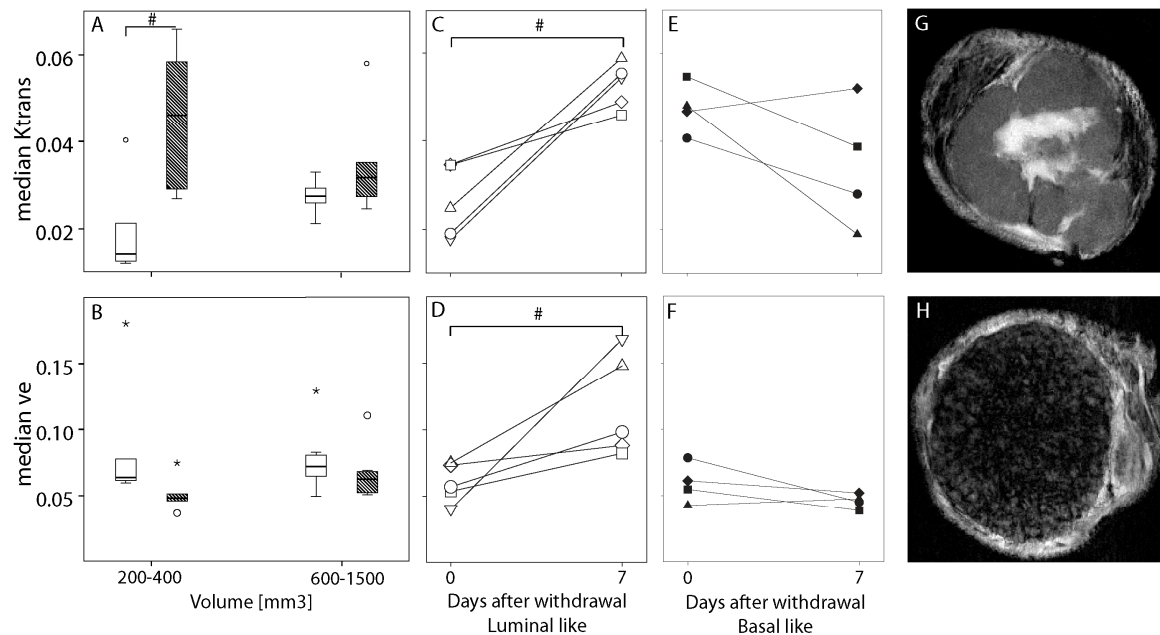 A
#
C
#
E
G
0.06
0.04
0.02
median Ktrans
B
D
#
F
H
0.15
0.10
0.05
median ve
*
*
*
200-400
600-1500
0
7
0
7
Volume [mm3]
Days after withdrawal
Luminal like
Days after withdrawal
Basal like